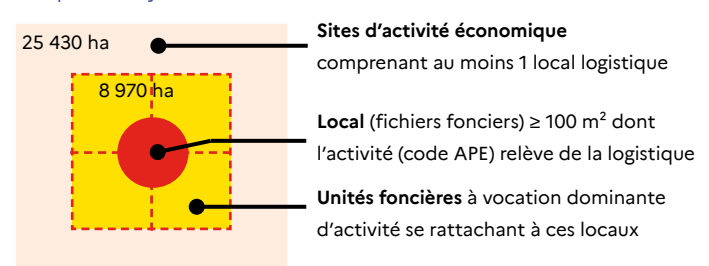 25 430 ha
Sites d'activité économique
comprenant au moins 1 local logistique
8 970 ha
Local (fichiers fonciers) ≥ 100 m² dont
l'activité (code APE) relève de la logistique
Unités foncières à vocation dominante
d'activité se rattachant à ces locaux